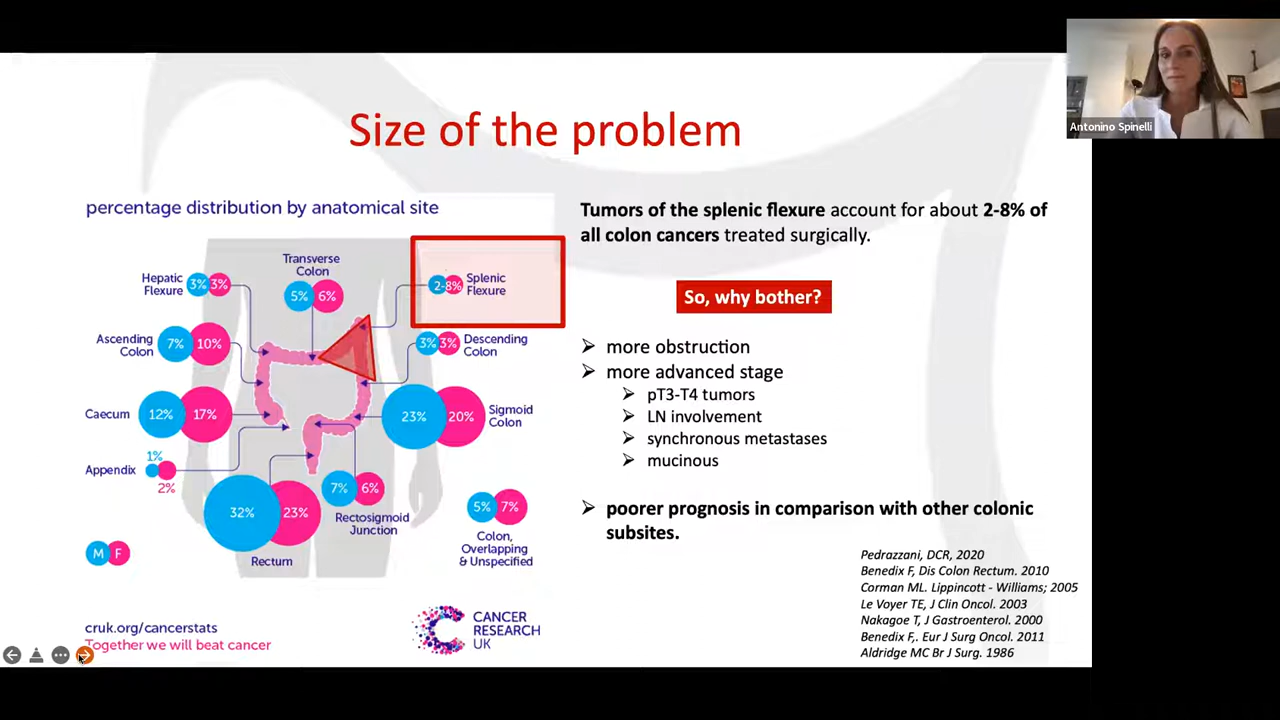 Antonino Spinelli
Size of the problem
percentage distribution by anatomical site
Transverse
Colon
5% 6%
Hepatic
Flexure
3% 3%
2-8%
Splenic
Flexure
Ascending
Colon
7% 10%
3% 3%
Descending
Colon
Caecum
12% 17%
23% 20%
Sigmoid
Colon
Appendix
1%
2%
32% 23%
Rectum
7% 6%
Rectosigmoid
Junction
5% 7%
Colon,
Overlapping
& Unspecified
M F
cruk.org/cancerstats
Together we will beat cancer
CANCER
RESEARCH
UK
Tumors of the splenic flexure account for about 2-8% of
all colon cancers treated surgically.
So, why bother?
➢ more obstruction
➢ more advanced stage
➢ pT3-T4 tumors
➢ LN involvement
➢ synchronous metastases
➢ mucinous
➢ poorer prognosis in comparison with other colonic
subsites.
Pedrazzani, DCR, 2020
Benedix F, Dis Colon Rectum. 2010
Corman ML. Lippincott - Williams; 2005
Le Voyer TE, J Clin Oncol. 2003
Nakagoe T, J Gastroenterol. 2000
Benedix F,. Eur J Surg Oncol. 2011
Aldridge MC Br J Surg. 1986